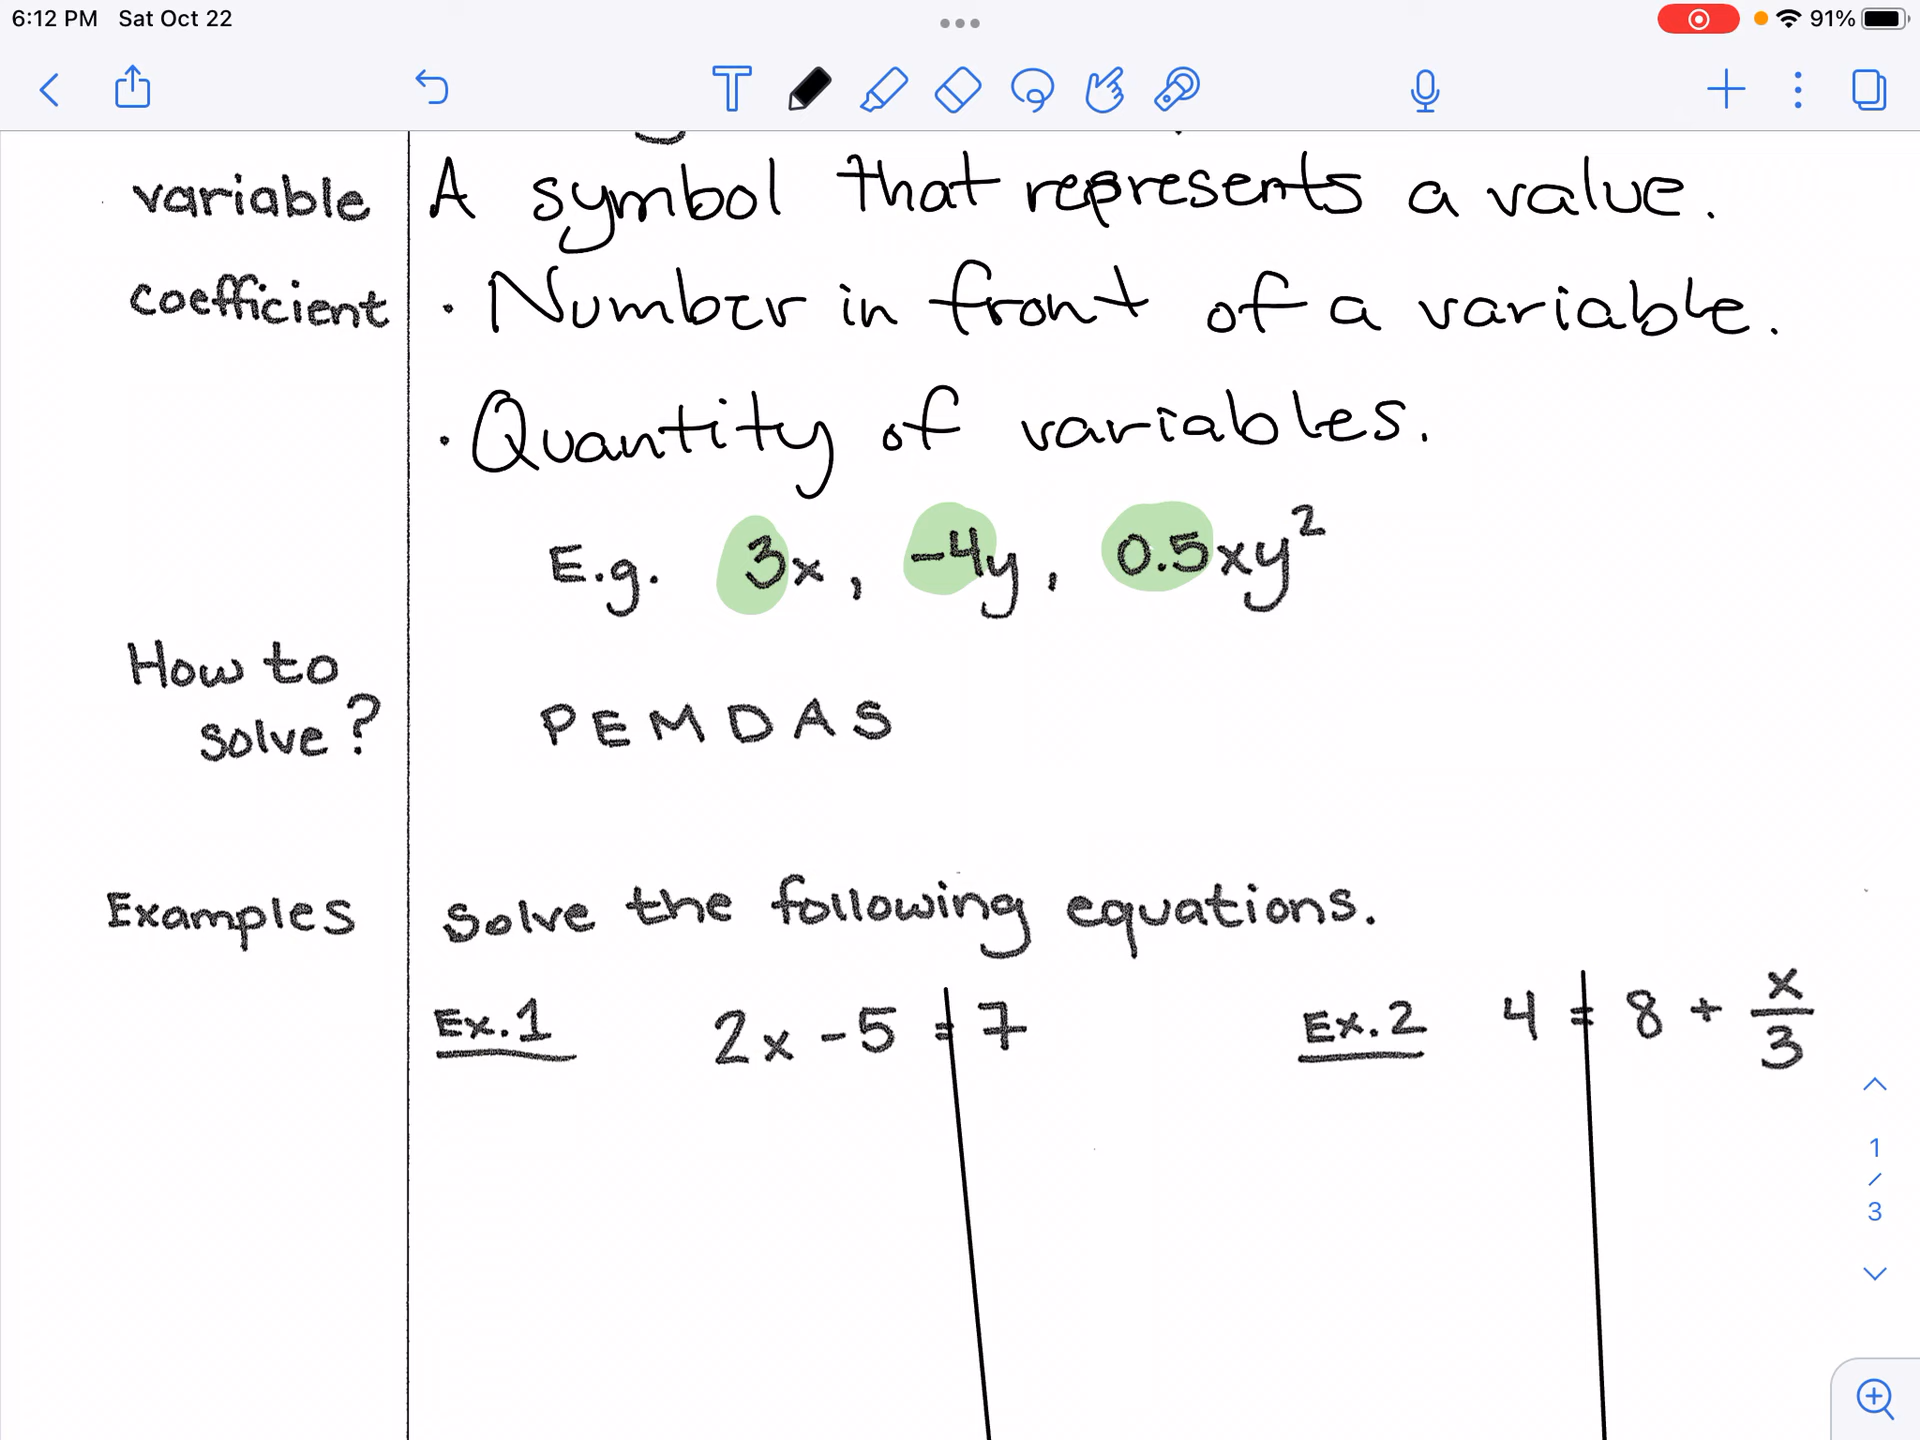 6:12 PM Sat Oct 22
91%
T
variable
A symbol that represents a value.
coefficient
· Number in front of a variable.
· Quantity of variables.
E.g. 3x, -4y, 0.5xy²
How to
solve?
PEMDAS
Examples
Solve the following equations.
Ex.1 2x - 5 = 7
Ex.2 4 = 8 + x/3
1
/
3